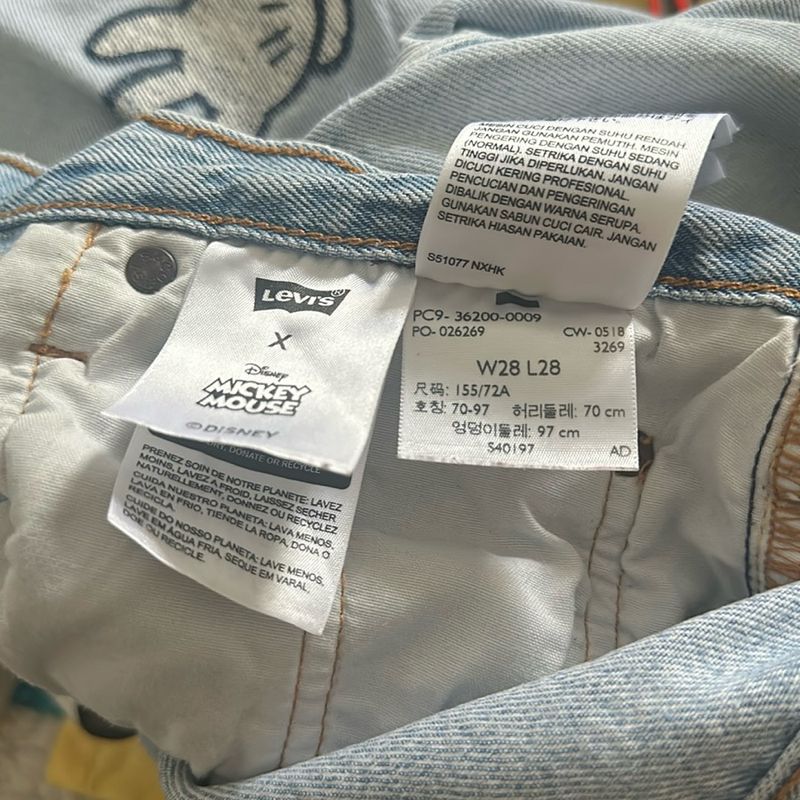 MESIN CUCI DENGAN SUHU RENDAH.
JANGAN GUNAKAN PEMUTIH. MESIN
PENGERING DENGAN SUHU SEDANG
(NORMAL). SETRIKA DENGAN SUHU
TINGGI JIKA DIPERLUKAN. JANGAN
DICUCI KERING PROFESIONAL.
PENCUCIAN DAN PENGERINGAN
DIBALIK DENGAN WARNA SERUPA.
GUNAKAN SABUN CUCI CAIR. JANGAN
SETRIKA HIASAN PAKAIAN.
S51077 NXHK
LEVI'S®
X
DISNEY
MICKEY
MOUSE
©DISNEY
PC9- 36200-0009
PO- 026269 CW- 0518
3269
W28 L28
尺码: 155/72A
호칭: 70-97 허리둘레: 70 cm
엉덩이둘레: 97 cm
S40197 AD
DRY, DONATE OR RECYCLE
PRENEZ SOIN DE NOTRE PLANETE: LAVEZ
MOINS, LAVEZ À FROID, LAISSEZ SECHER
NATURELLEMENT, DONNEZ OU RECYCLEZ
CUIDA NUESTRO PLANETA: LAVA MENOS,
LAVA EN FRIO, TIENDE LA ROPA, DONA O
RECICLA.
CUIDE DO NOSSO PLANETA: LAVE MENOS,
LAVE EM ÁGUA FRIA, SEQUE EM VARAL,
DOE OU RECICLE.